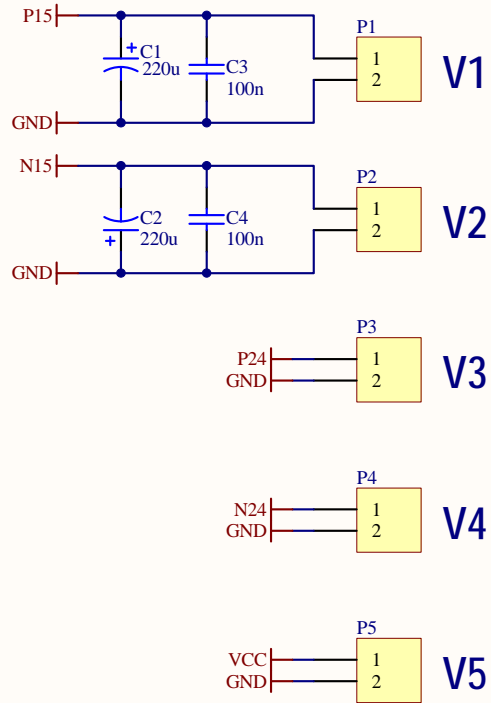 P15
P1
+
C1
220u
C3
100n
1
2
V1
GND
N15
P2
C2
220u
+
C4
100n
1
2
V2
GND
P3
P24
GND
1
2
V3
P4
N24
GND
1
2
V4
P5
VCC
GND
1
2
V5